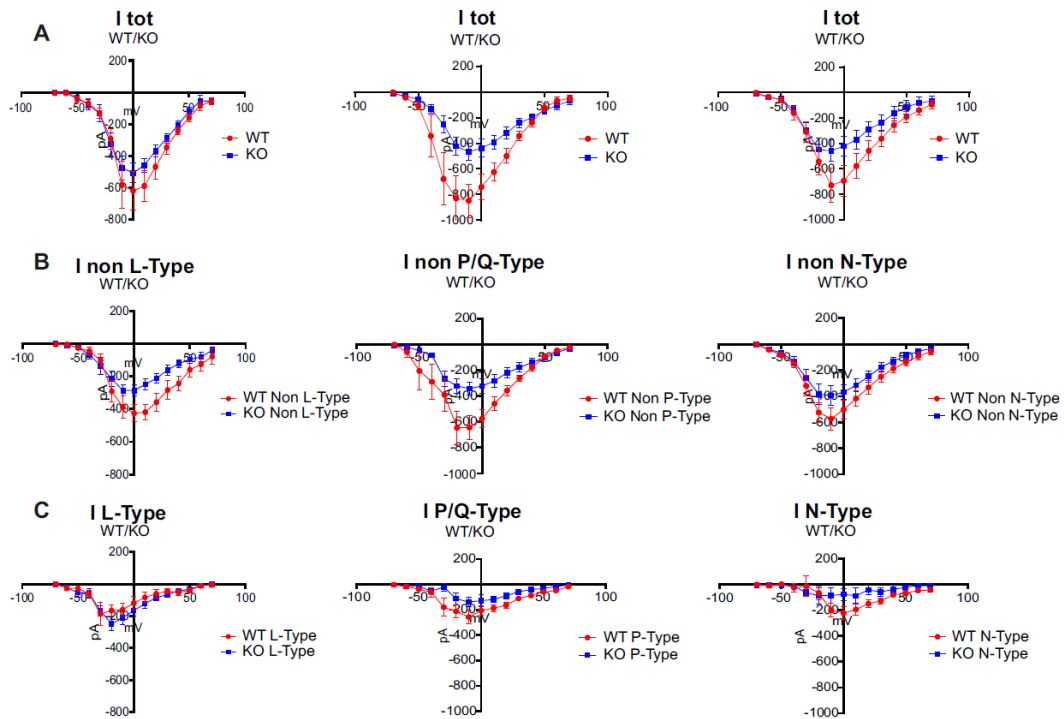 A
I tot
WT/KO
200
-100
-50
50
100
mV
pA
-200
-400
-600
-800
WT
KO
I tot
WT/KO
200
-100
-50
50
100
mV
pA
-200
-400
-600
-800
-1000
WT
KO
I tot
WT/KO
200
-100
-50
50
100
mV
pA
-200
-400
-600
-800
-1000
WT
KO
B
I non L-Type
WT/KO
200
-100
-50
50
100
mV
pA
-200
-400
-600
-800
WT Non L-Type
KO Non L-Type
I non P/Q-Type
WT/KO
200
-100
-50
50
100
mV
pA
-200
-400
-600
-800
-1000
WT Non P-Type
KO Non P-Type
I non N-Type
WT/KO
200
-100
-50
50
100
mV
pA
-200
-400
-600
-800
-1000
WT Non N-Type
KO Non N-Type
C
I L-Type
WT/KO
200
-100
-50
50
100
mV
pA
-200
-400
-600
-800
WT L-Type
KO L-Type
I P/Q-Type
WT/KO
200
-100
-50
50
100
mV
pA
-200
-400
-600
-800
-1000
WT P-Type
KO P-Type
I N-Type
WT/KO
200
-100
-50
50
100
mV
pA
-200
-400
-600
-800
-1000
WT N-Type
KO N-Type